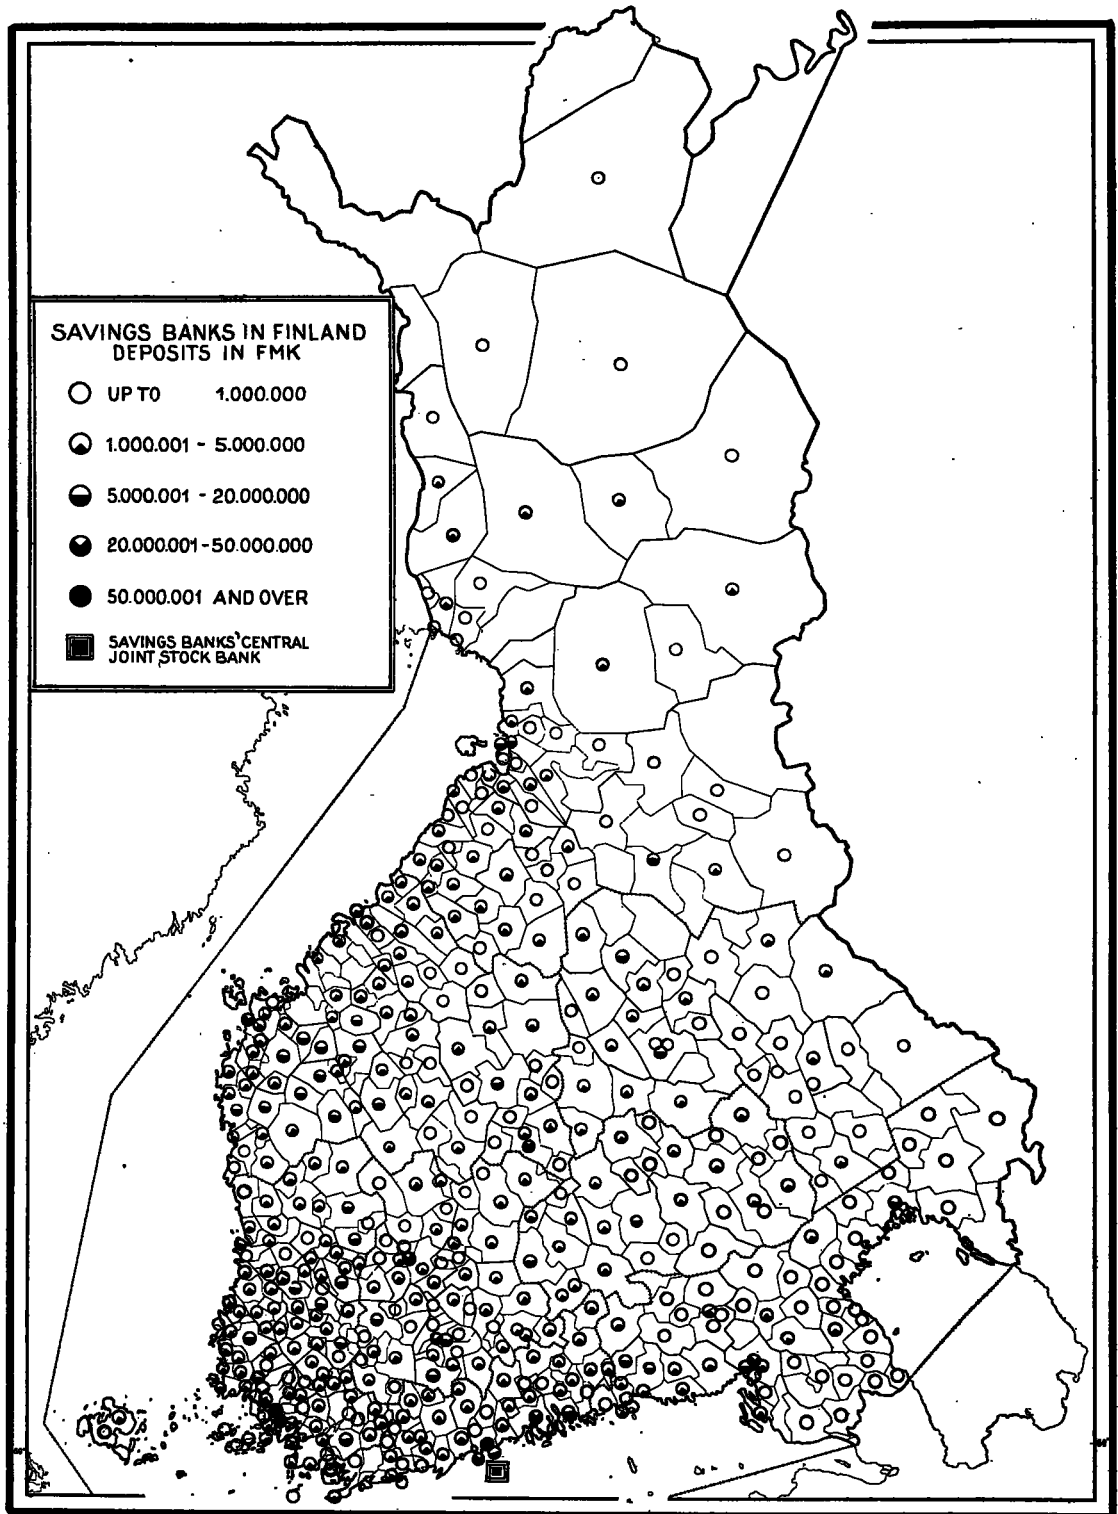 SAVINGS BANKS IN FINLAND
DEPOSITS IN FMK
UP TO 1.000.000
1.000.001 - 5.000.000
5.000.001 - 20.000.000
20.000.001-50.000.000
50.000.001 AND OVER
SAVINGS BANKS' CENTRAL
JOINT STOCK BANK